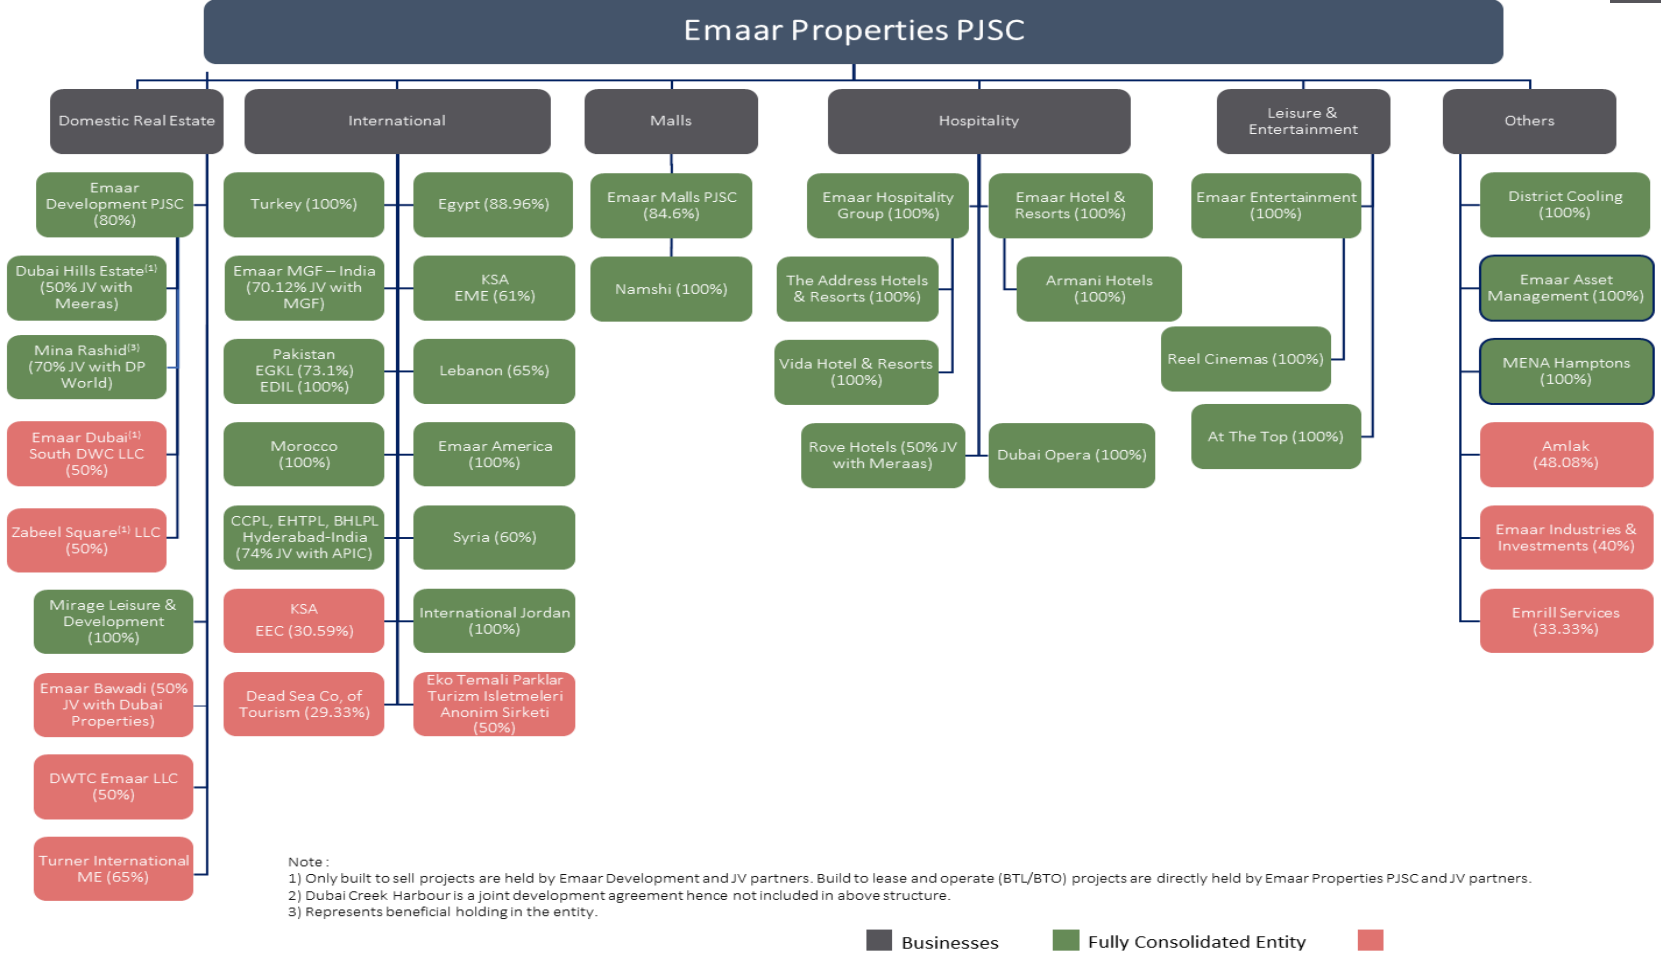 Emaar Properties PJSC
Domestic Real Estate
International
Malls
Hospitality
Leisure &
Entertainment
Others
Emaar
Development PJSC
(80%)
Dubai Hills Estate(1)
(50% JV with
Meeras)
Mina Rashid(3)
(70% JV with DP
World)
Emaar Dubai(1)
South DWC LLC
(50%)
Zabeel Square(1) LLC
(50%)
Mirage Leisure &
Development
(100%)
Emaar Bawadi (50%
JV with Dubai
Properties)
DWTC Emaar LLC
(50%)
Turner International
ME (65%)
Turkey (100%)
Egypt (88.96%)
Emaar MGF – India
(70.12% JV with
MGF)
KSA
EME (61%)
Pakistan
EGKL (73.1%)
EDIL (100%)
Lebanon (65%)
Morocco
(100%)
Emaar America
(100%)
CCPL, EHTPL, BHLPL
Hyderabad-India
(74% JV with APIC)
Syria (60%)
KSA
EEC (30.59%)
International Jordan
(100%)
Dead Sea Co, of
Tourism (29.33%)
Eko Temali Parklar
Turizm Isletmeleri
Anonim Sirketi
(50%)
Emaar Malls PJSC
(84.6%)
Namshi (100%)
Emaar Hospitality
Group (100%)
Emaar Hotel &
Resorts (100%)
The Address Hotels
& Resorts (100%)
Armani Hotels
(100%)
Vida Hotel & Resorts
(100%)
Rove Hotels (50% JV
with Meraas)
Dubai Opera (100%)
Emaar Entertainment
(100%)
Reel Cinemas (100%)
At The Top (100%)
District Cooling
(100%)
Emaar Asset
Management (100%)
MENA Hamptons
(100%)
Amlak
(48.08%)
Emaar Industries &
Investments (40%)
Emrill Services
(33.33%)
Note :
1) Only built to sell projects are held by Emaar Development and JV partners. Build to lease and operate (BTL/BTO) projects are directly held by Emaar Properties PJSC and JV partners.
2) Dubai Creek Harbour is a joint development agreement hence not included in above structure.
3) Represents beneficial holding in the entity.
Businesses
Fully Consolidated Entity